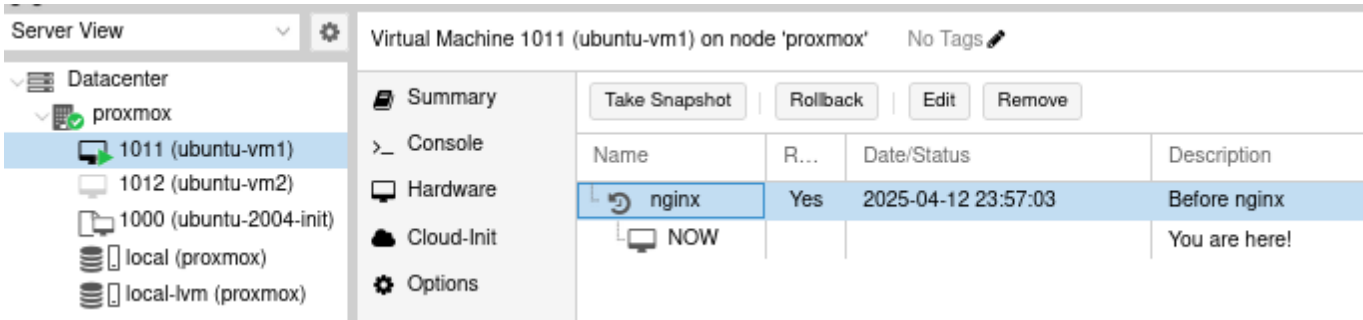 Server View
Datacenter
proxmox
1011 (ubuntu-vm1)
1012 (ubuntu-vm2)
1000 (ubuntu-2004-init)
local (proxmox)
local-lvm (proxmox)
Virtual Machine 1011 (ubuntu-vm1) on node 'proxmox' No Tags
Summary
Console
Hardware
Cloud-Init
Options
Take Snapshot Rollback Edit Remove
Name R... Date/Status Description
nginx Yes 2025-04-12 23:57:03 Before nginx
NOW You are here!